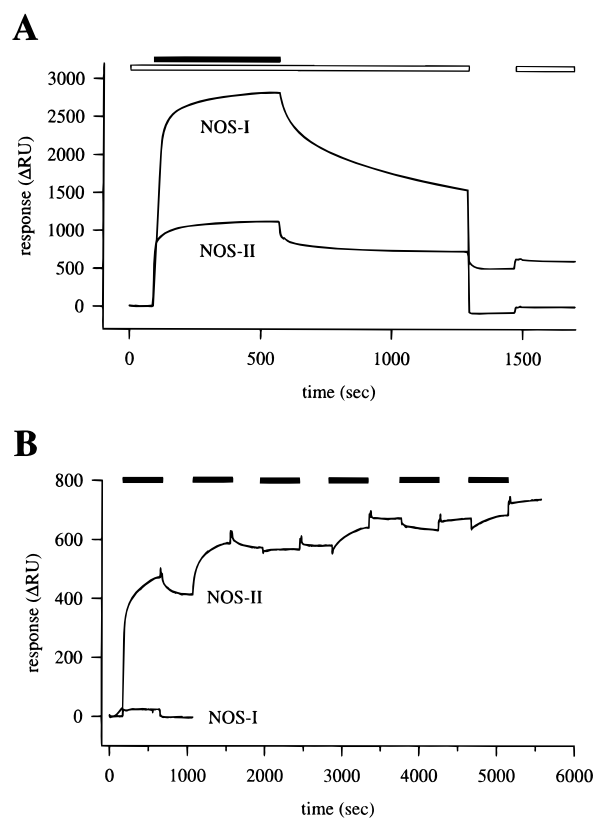 A
3000
2500
2000
1500
1000
500
0
response (ΔRU)
NOS-I
NOS-II
0 500 1000 1500
time (sec)
B
800
600
400
200
0
response (ΔRU)
NOS-II
NOS-I
0 1000 2000 3000 4000 5000 6000
time (sec)